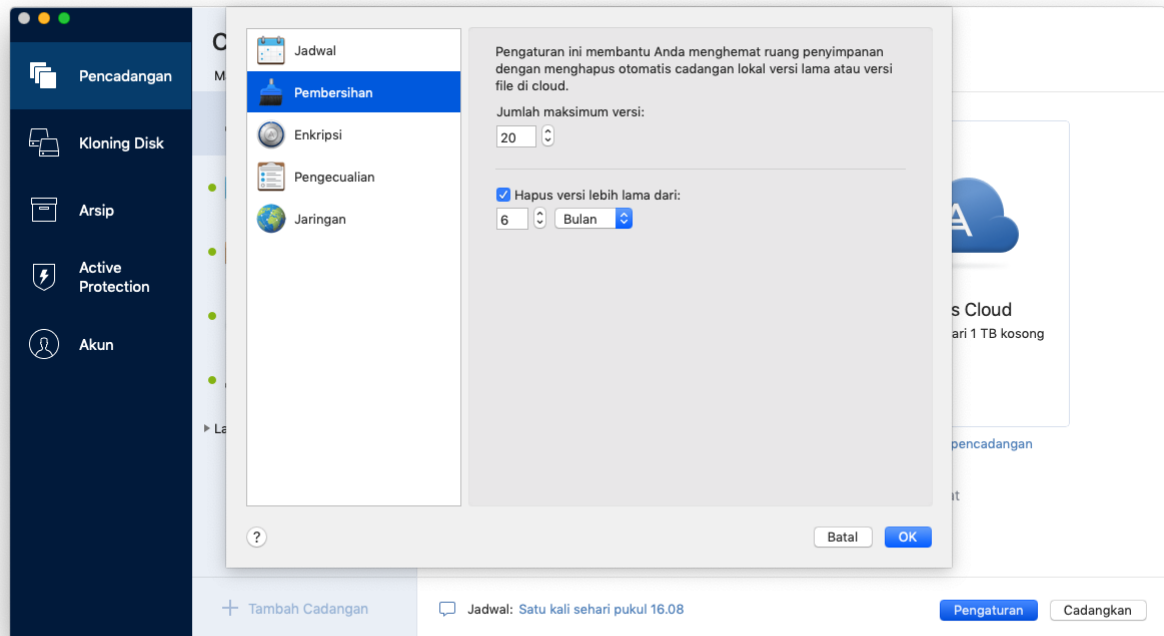 Pencadangan
Kloning Disk
Arsip
Active
Protection
Akun
Tambah Cadangan
Jadwal
Pembersihan
Enkripsi
Pengecualian
Jaringan
Pengaturan ini membantu Anda menghemat ruang penyimpanan
dengan menghapus otomatis cadangan lokal versi lama atau versi
file di cloud.
Jumlah maksimum versi:
20
Hapus versi lebih lama dari:
6 Bulan
?
Batal OK
s Cloud
ari 1 TB kosong
pencadangan
Jadwal: Satu kali sehari pukul 16.08
Pengaturan Cadangkan